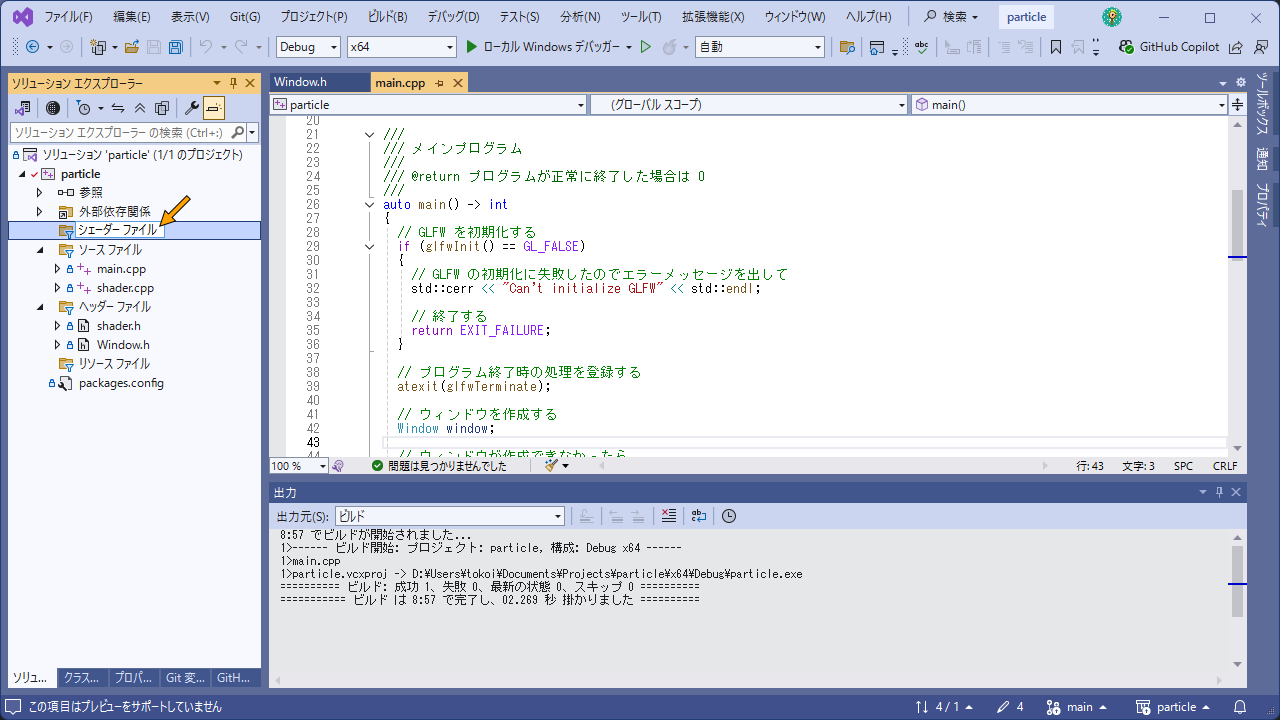 ファイル(F) 編集(E) 表示(V) Git(G) プロジェクト(P) ビルド(B) デバッグ(D) テスト(S) 分析(N) ツール(T) 拡張機能(X) ウィンドウ(W) ヘルプ(H) 検索 particle
Debug x64 ローカル Windows デバッガー 自動 GitHub Copilot
ソリューション エクスプローラー
ソリューション エクスプローラー の検索 (Ctrl+:)
ソリューション 'particle' (1/1 のプロジェクト)
particle
参照
外部依存関係
シェーダー ファイル
ソース ファイル
main.cpp
shader.cpp
ヘッダー ファイル
shader.h
Window.h
リソース ファイル
packages.config
ソリュ... クラス... プロパ... Git 変... GitH...
Window.h main.cpp
particle (グローバル スコープ) main()
20
21 ///
22 /// メインプログラム
23 ///
24 /// @return プログラムが正常に終了した場合は 0
25 ///
26 auto main() -> int
27 {
28 // GLFW を初期化する
29 if (glfwInit() == GL_FALSE)
30 {
31 // GLFW の初期化に失敗したのでエラーメッセージを出して
32 std::cerr << "Can't initialize GLFW" << std::endl;
33
34 // 終了する
35 return EXIT_FAILURE;
36 }
37
38 // プログラム終了時の処理を登録する
39 atexit(glfwTerminate);
40
41 // ウィンドウを作成する
42 Window window;
43
44 // ウィンドウが作成できなかったら
100 % 問題は見つかりませんでした 行: 43 文字: 3 SPC CRLF
出力
出力元(S): ビルド
8:57 でビルドが開始されました...
1>------ ビルド開始: プロジェクト: particle, 構成: Debug x64 ------
1>main.cpp
1>particle.vcxproj -> D:¥Users¥tokoi¥Documents¥Projects¥particle¥x64¥Debug¥particle.exe
========== ビルド: 成功 1、失敗 0、最新の状態 0、スキップ 0 ==========
=========== ビルド は 8:57 で完了し、02.269 秒 掛かりました ==========
ツールボックス
通知
プロパティ
この項目はプレビューをサポートしていません 4 / 1 4 main particle